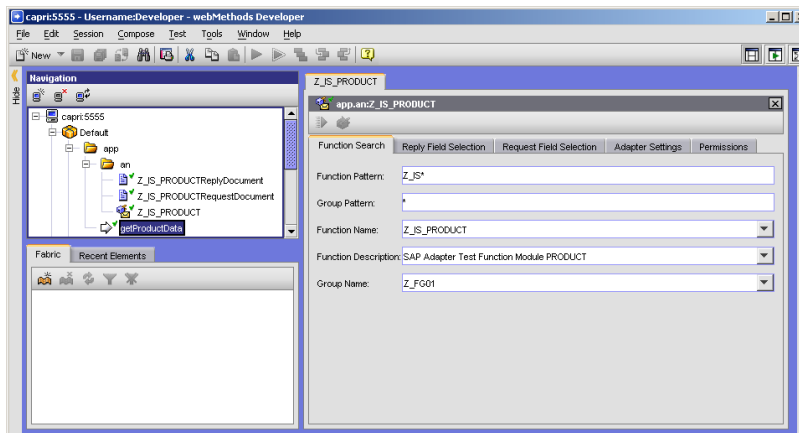 capri:5555 - Username:Developer - webMethods Developer
File Edit Session Compose Test Tools Window Help
New
Hide
Navigation
capri:5555
Default
app
an
Z_IS_PRODUCTReplyDocument
Z_IS_PRODUCTRequestDocument
Z_IS_PRODUCT
getProductData
Fabric Recent Elements
Z_IS_PRODUCT
app.an:Z_IS_PRODUCT
Function Search Reply Field Selection Request Field Selection Adapter Settings Permissions
Function Pattern: Z_IS*
Group Pattern: *
Function Name: Z_IS_PRODUCT
Function Description: SAP Adapter Test Function Module PRODUCT
Group Name: Z_FG01